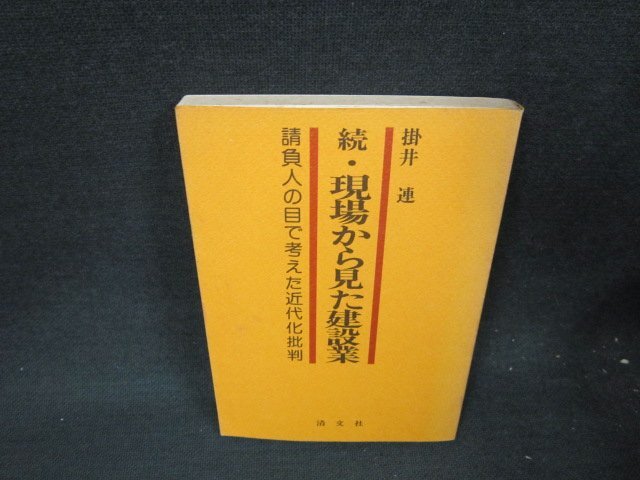 掛井 連
続・現場から見た建設業
請負人の目で考えた近代化批判
清文社